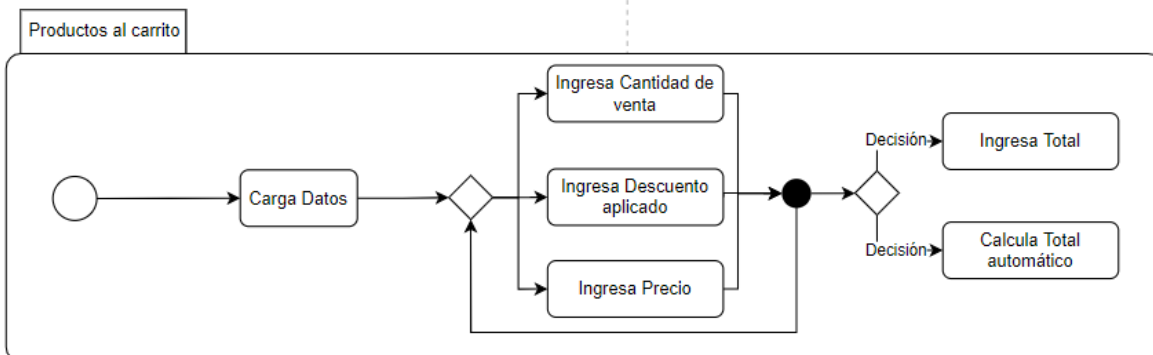 Productos al carrito
Ingresa Cantidad de
venta
Carga Datos
Ingresa Descuento
aplicado
Ingresa Precio
Decisión
Ingresa Total
Decisión
Calcula Total
automático